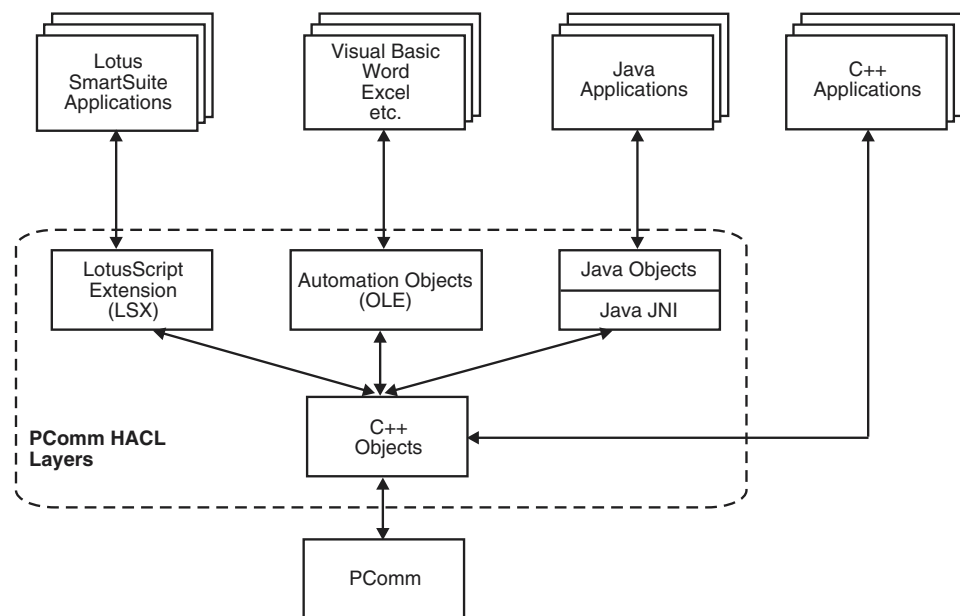 Lotus
SmartSuite
Applications
Visual Basic
Word
Excel
etc.
Java
Applications
C++
Applications
LotusScript
Extension
(LSX)
Automation Objects
(OLE)
Java Objects
Java JNI
PComm HACL
Layers
C++
Objects
PComm